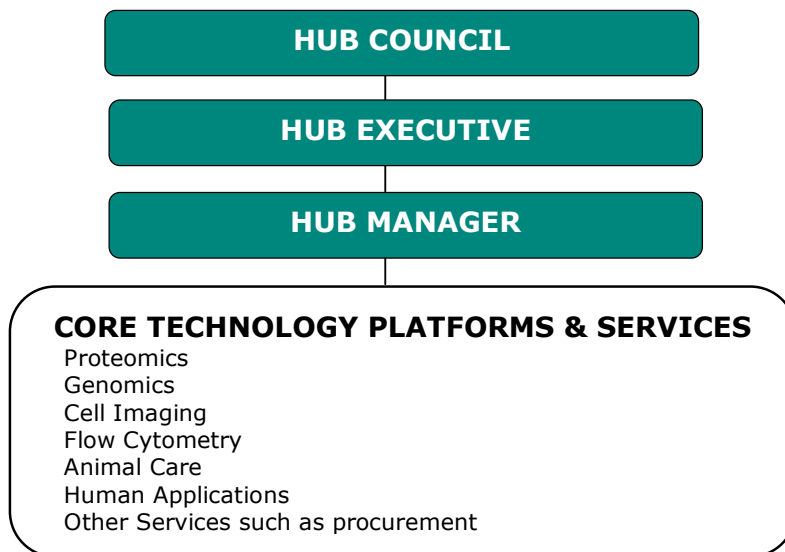 HUB COUNCIL
HUB EXECUTIVE
HUB MANAGER
CORE TECHNOLOGY PLATFORMS & SERVICES
Proteomics
Genomics
Cell Imaging
Flow Cytometry
Animal Care
Human Applications
Other Services such as procurement